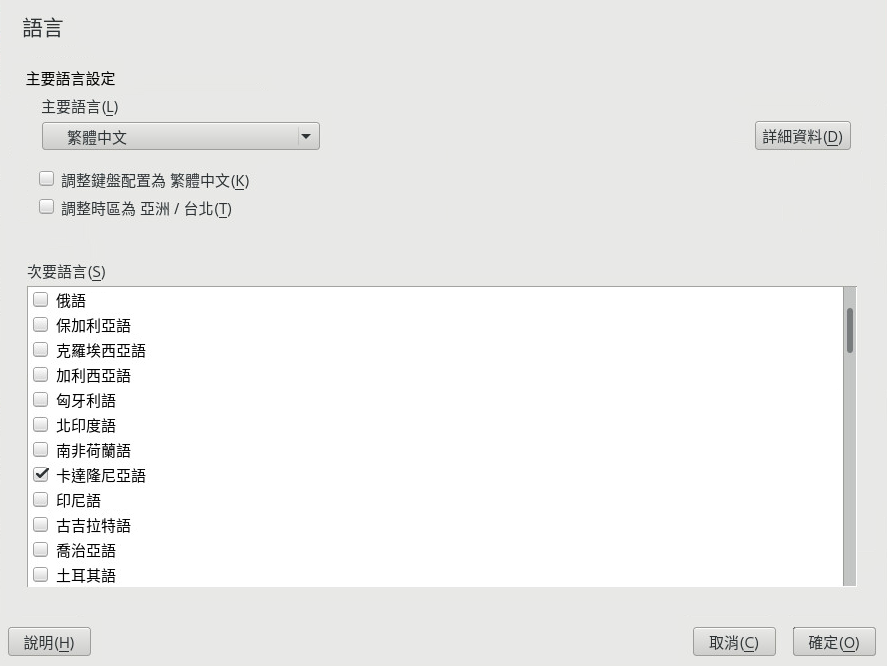 語言
主要語言設定
主要語言(L)
繁體中文
詳細資料(D)
調整鍵盤配置為 繁體中文(K)
調整時區為 亞洲 / 台北(T)
次要語言(S)
俄語
保加利亞語
克羅埃西亞語
加利西亞語
匈牙利語
北印度語
南非荷蘭語
卡達隆尼亞語
印尼語
古吉拉特語
喬治亞語
土耳其語
說明(H)
取消(C)
確定(O)